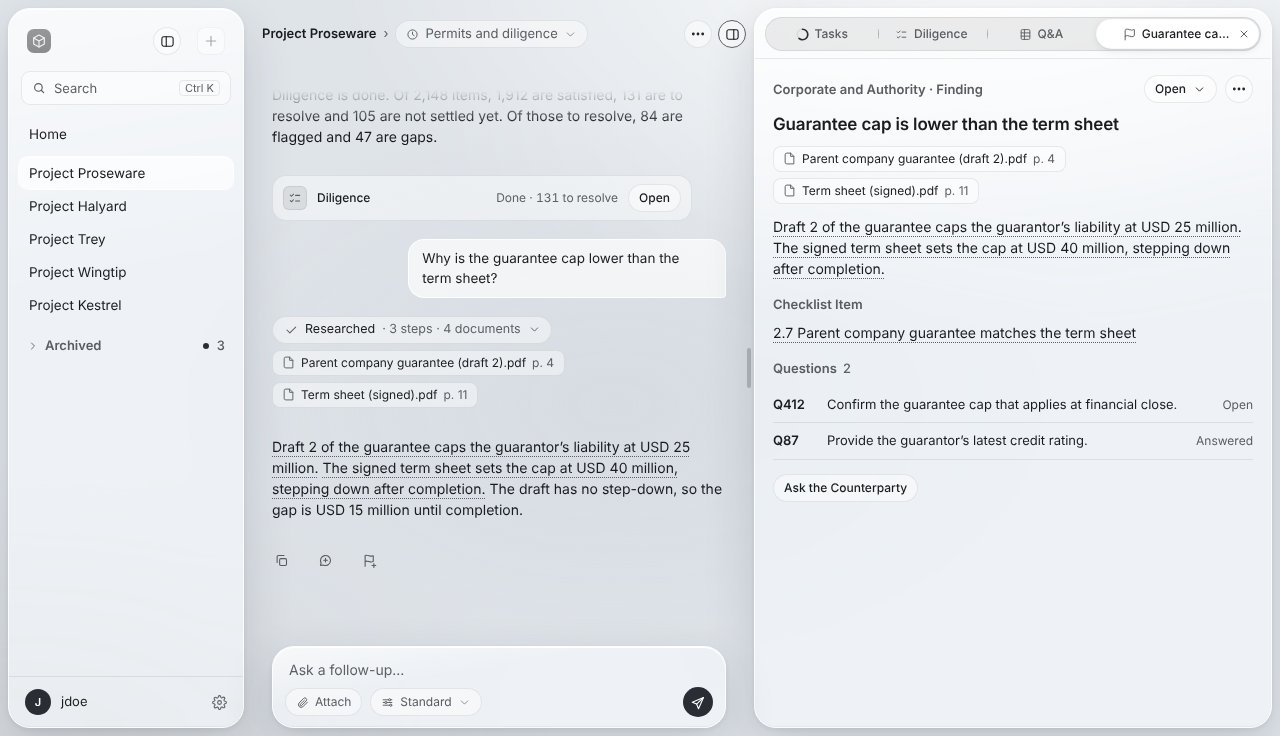 Search
Ctrl K
Home
Project Proseware
Project Halyard
Project Trey
Project Wingtip
Project Kestrel
Archived
3
J
jdoe
Project Proseware ›
Permits and diligence
Diligence is done. Of 2,148 items, 1,912 are satisfied, 131 are to
resolve and 105 are not settled yet. Of those to resolve, 84 are
flagged and 47 are gaps.
Diligence
Done · 131 to resolve
Open
Why is the guarantee cap lower than the
term sheet?
Researched · 3 steps · 4 documents
Parent company guarantee (draft 2).pdf p. 4
Term sheet (signed).pdf p. 11
Draft 2 of the guarantee caps the guarantor’s liability at USD 25
million. The signed term sheet sets the cap at USD 40 million,
stepping down after completion. The draft has no step-down, so the
gap is USD 15 million until completion.
Ask a follow-up…
Attach
Standard
Tasks
Diligence
Q&A
Guarantee ca…
Corporate and Authority · Finding
Open
Guarantee cap is lower than the term sheet
Parent company guarantee (draft 2).pdf p. 4
Term sheet (signed).pdf p. 11
Draft 2 of the guarantee caps the guarantor’s liability at USD 25 million.
The signed term sheet sets the cap at USD 40 million, stepping down
after completion.
Checklist Item
2.7 Parent company guarantee matches the term sheet
Questions 2
Q412 Confirm the guarantee cap that applies at financial close. Open
Q87 Provide the guarantor’s latest credit rating. Answered
Ask the Counterparty